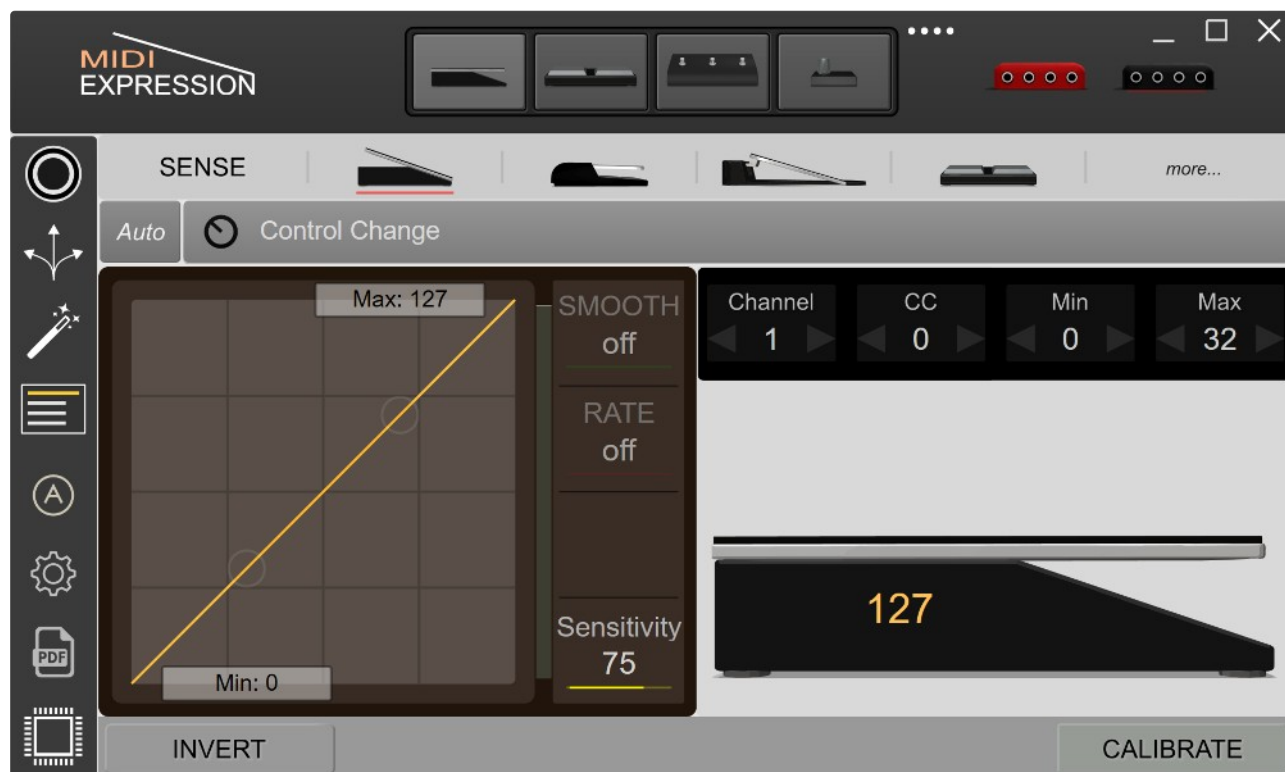 MIDI
EXPRESSION
SENSE
more...
Auto
Control Change
Max: 127
Min: 0
SMOOTH
off
RATE
off
Sensitivity
75
Channel
1
CC
0
Min
0
Max
32
127
A
PDF
INVERT
CALIBRATE